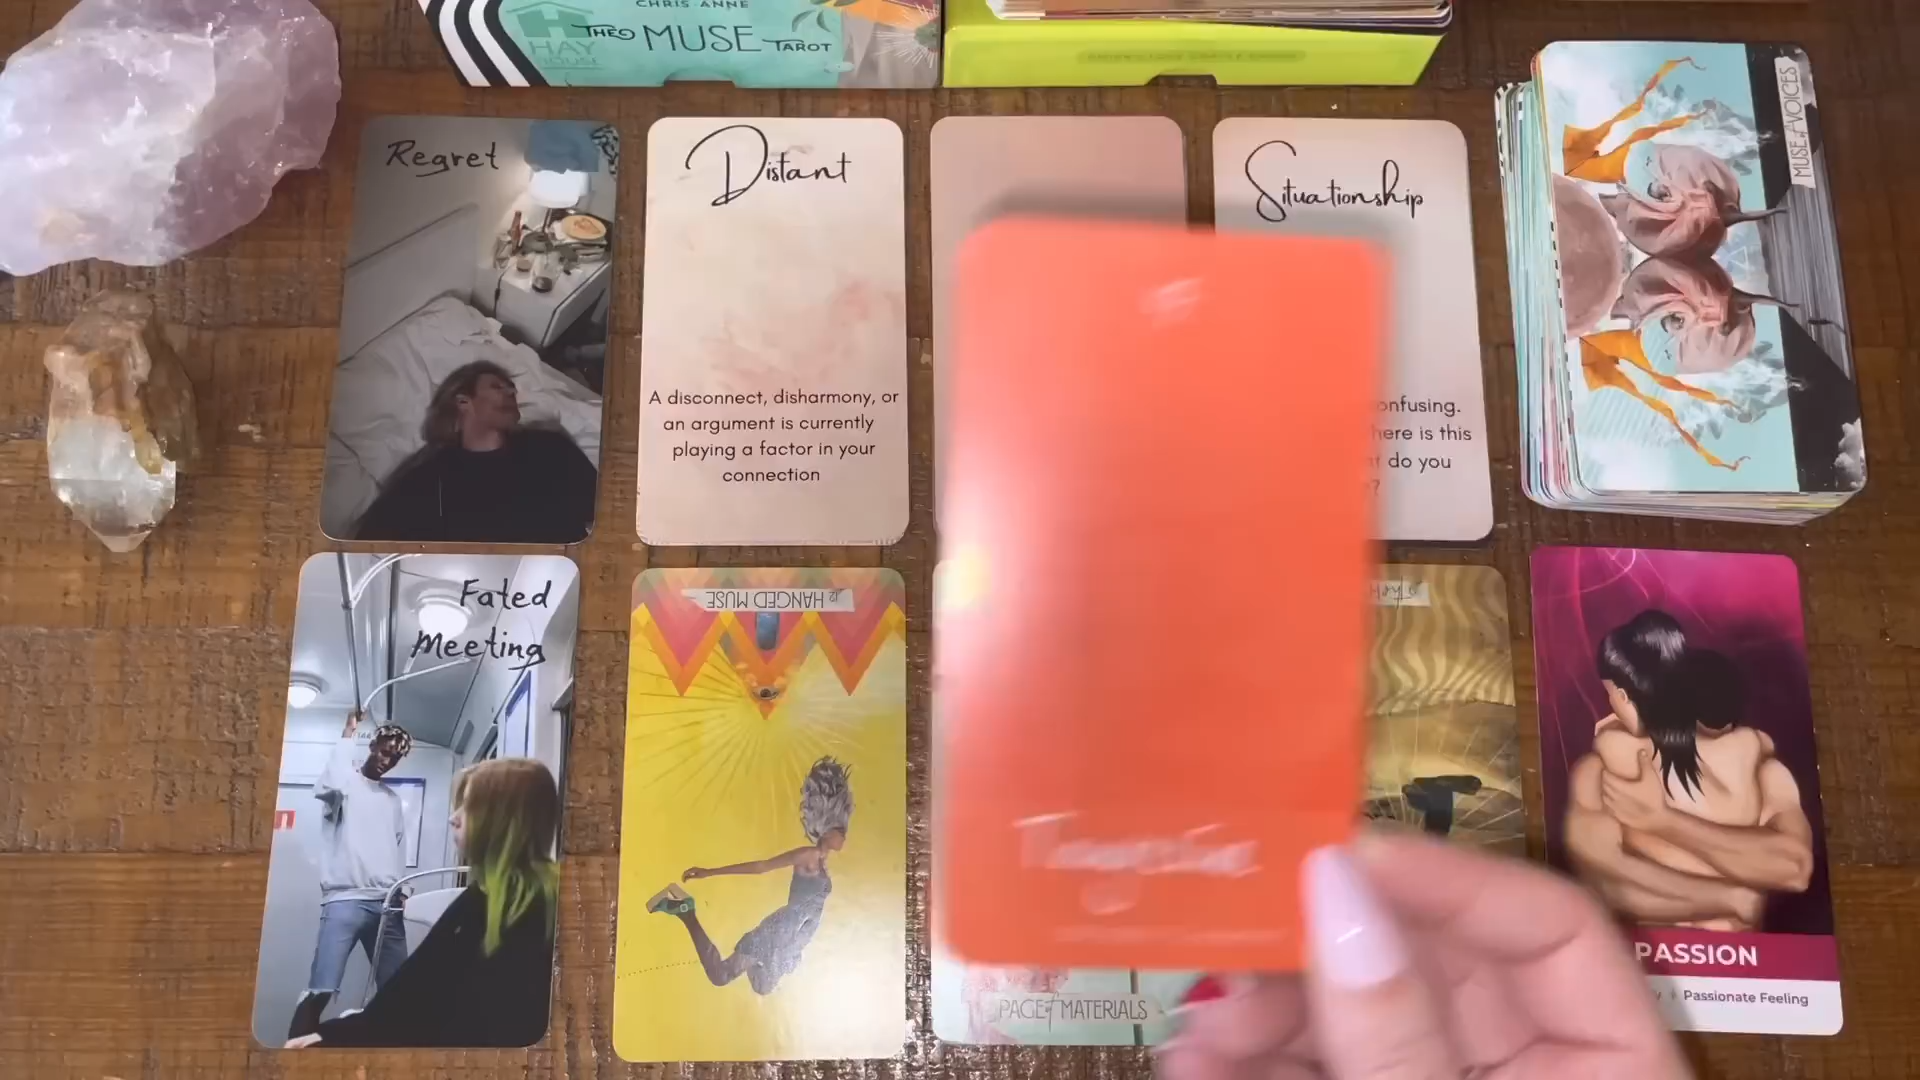 CHRIS-ANNE
THE MUSE TAROT
HAY
HOUSE
MUSE of VOICES
Regret
Distant
Situationship
A disconnect, disharmony, or
an argument is currently
playing a factor in your
connection
onfusing.
here is this
do you
?
Fated
Meeting
12 HANGED MUSE
PAGE of MATERIALS
PASSION
Passionate Feeling